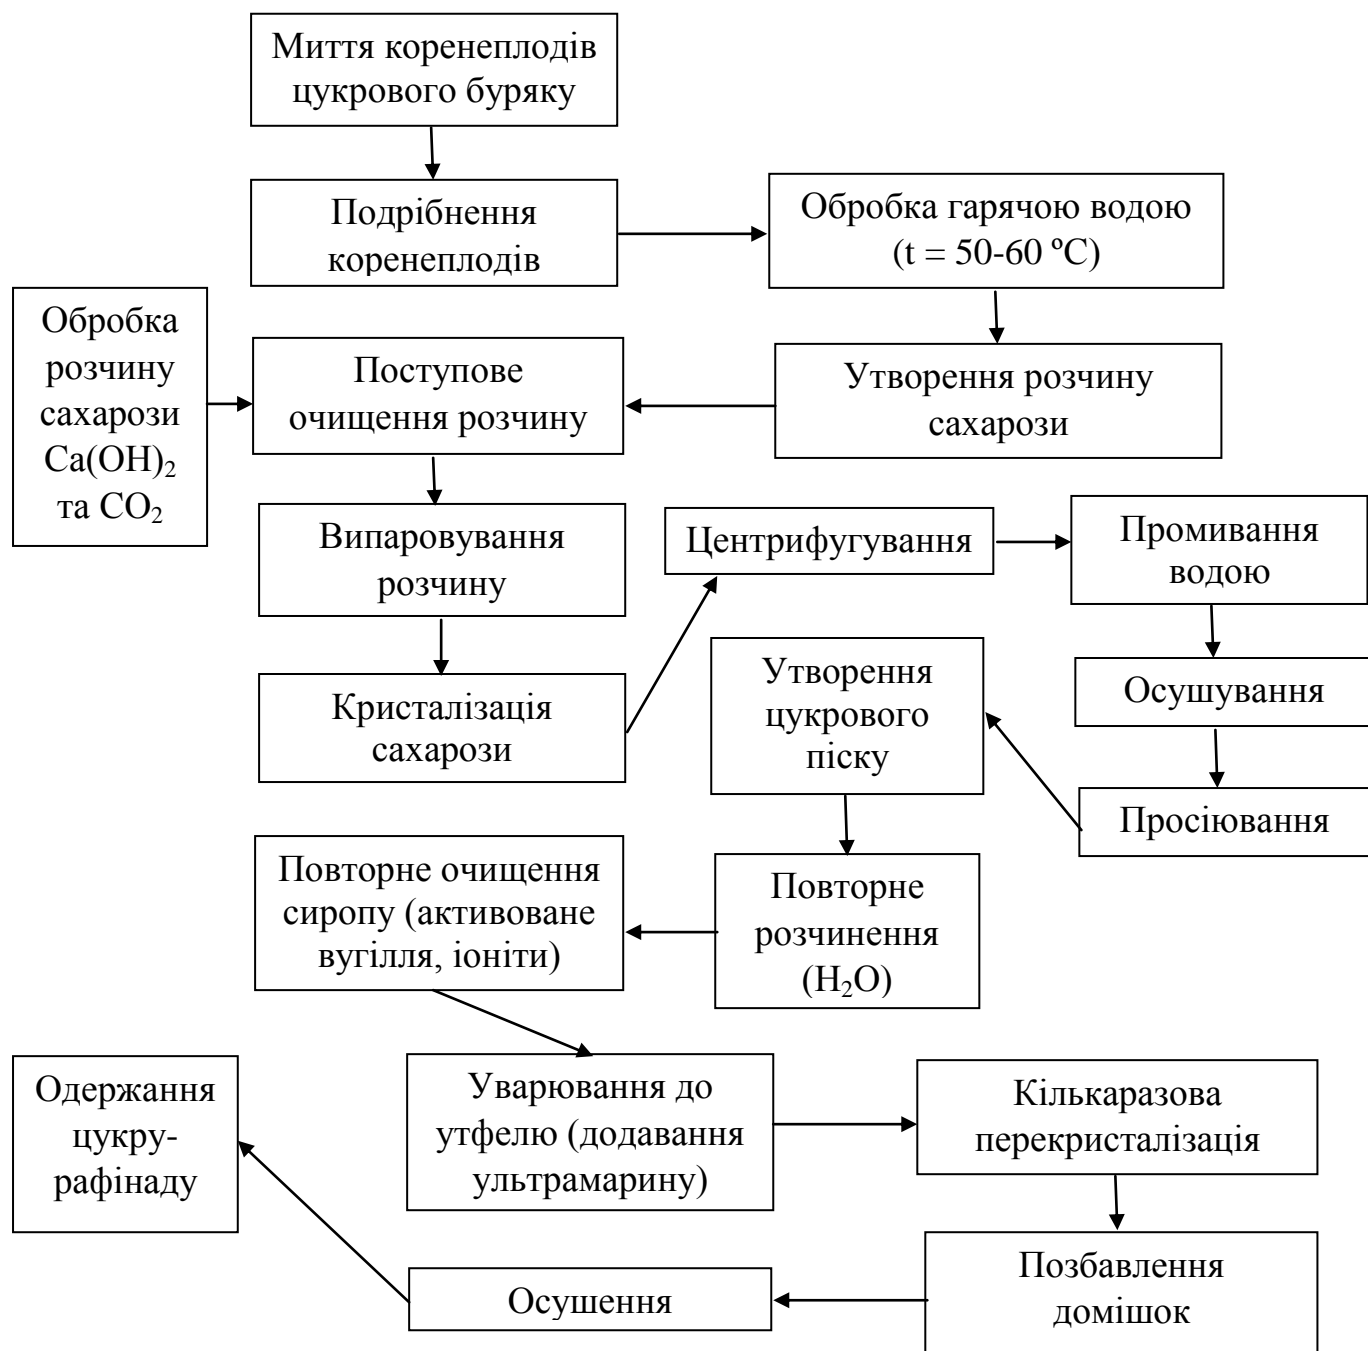 Миття коренеплодів
цукрового буряку
Подрібнення
коренеплодів
Обробка гарячою водою
(t = 50-60 ºС)
Обробка
розчину
сахарози
Ca(OH)₂
та CO₂
Поступове
очищення розчину
Утворення розчину
сахарози
Випаровування
розчину
Центрифугування
Промивання
водою
Кристалізація
сахарози
Утворення
цукрового
піску
Осушування
Просіювання
Повторне очищення
сиропу (активоване
вугілля, іоніти)
Повторне
розчинення
(H₂O)
Одержання
цукру-
рафінаду
Уварювання до
утфелю (додавання
ультрамарину)
Кількаразова
перекристалізація
Осушення
Позбавлення
домішок